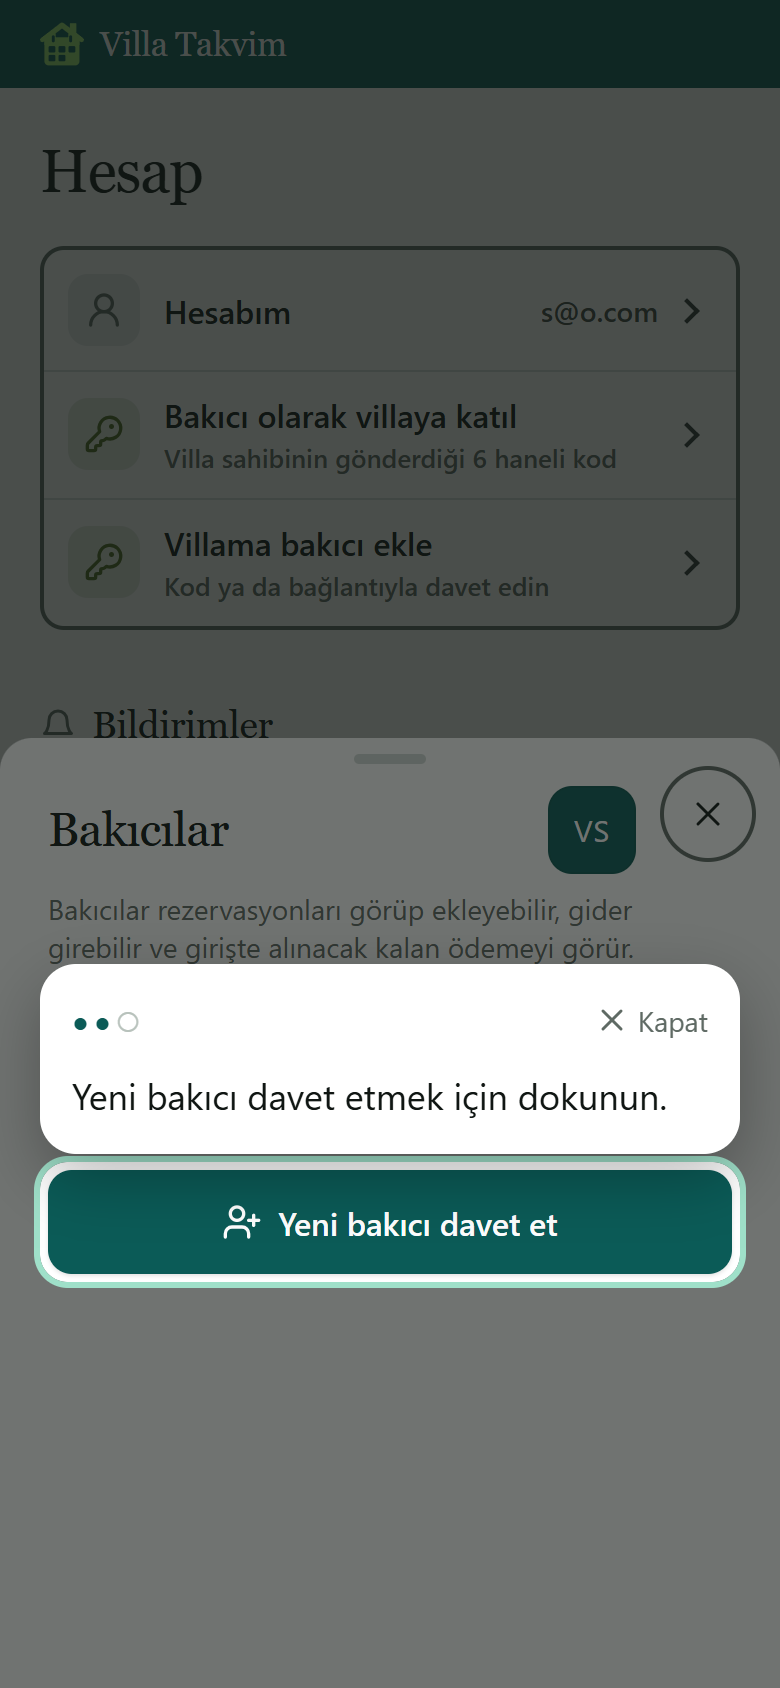 Villa Takvim
Hesap
Hesabım
s@o.com
Bakıcı olarak villaya katıl
Villa sahibinin gönderdiği 6 haneli kod
Villama bakıcı ekle
Kod ya da bağlantıyla davet edin
Bildirimler
Bakıcılar
VS
Bakıcılar rezervasyonları görüp ekleyebilir, gider
girebilir ve girişte alınacak kalan ödemeyi görür.
Kapat
Yeni bakıcı davet etmek için dokunun.
Yeni bakıcı davet et